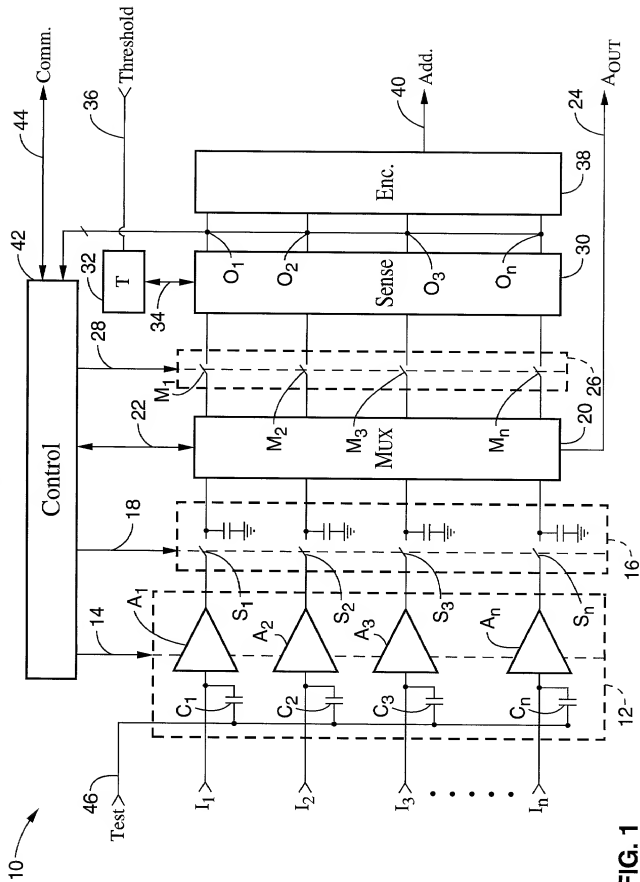 10
42
44
Comm.
Control
14
18
22
28
32
T
34
36
Threshold
46
Test
A1
A2
A3
An
C1
C2
C3
Cn
I1
I2
I3
In
12
S1
S2
S3
Sn
16
MUX
20
M1
M2
M3
Mn
26
Sense
30
O1
O2
O3
On
Enc.
38
40
Add.
24
AOUT
FIG. 1